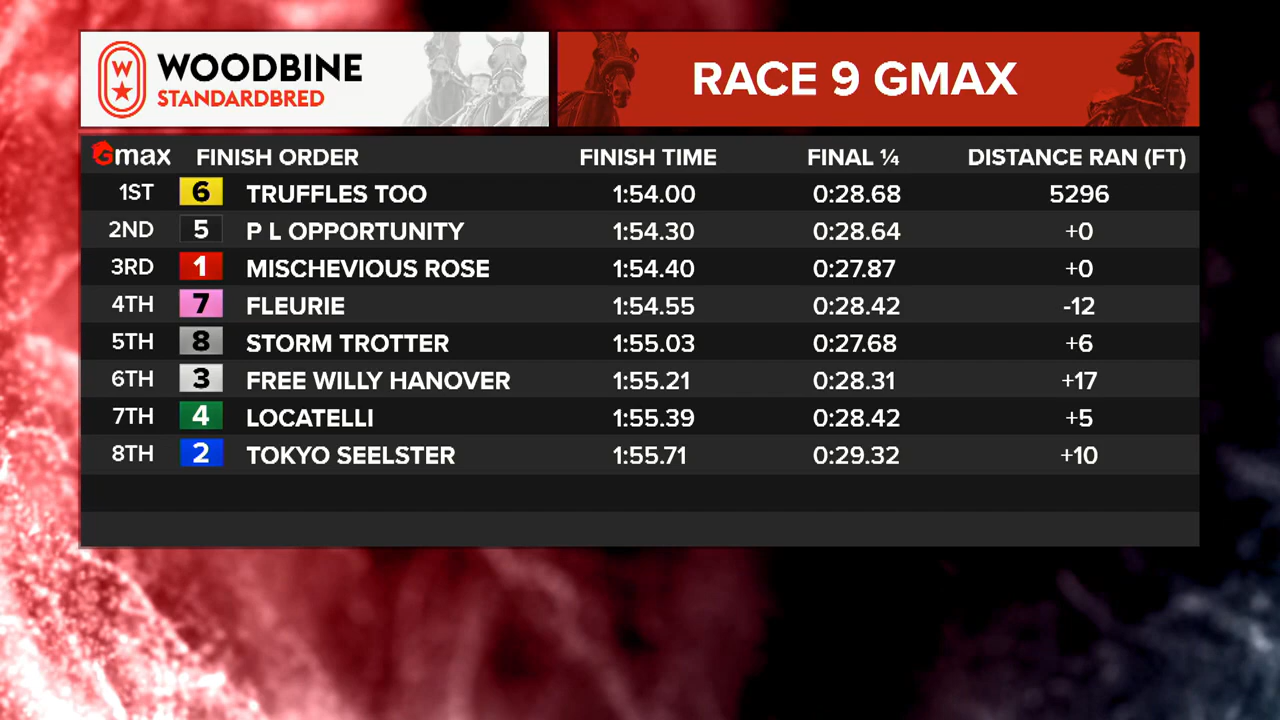 W WOODBINE
STANDARDBRED
RACE 9 GMAX
Gmax FINISH ORDER FINISH TIME FINAL ¼ DISTANCE RAN (FT)
1ST 6 TRUFFLES TOO 1:54.00 0:28.68 5296
2ND 5 P L OPPORTUNITY 1:54.30 0:28.64 +0
3RD 1 MISCHEVIOUS ROSE 1:54.40 0:27.87 +0
4TH 7 FLEURIE 1:54.55 0:28.42 -12
5TH 8 STORM TROTTER 1:55.03 0:27.68 +6
6TH 3 FREE WILLY HANOVER 1:55.21 0:28.31 +17
7TH 4 LOCATELLI 1:55.39 0:28.42 +5
8TH 2 TOKYO SEELSTER 1:55.71 0:29.32 +10